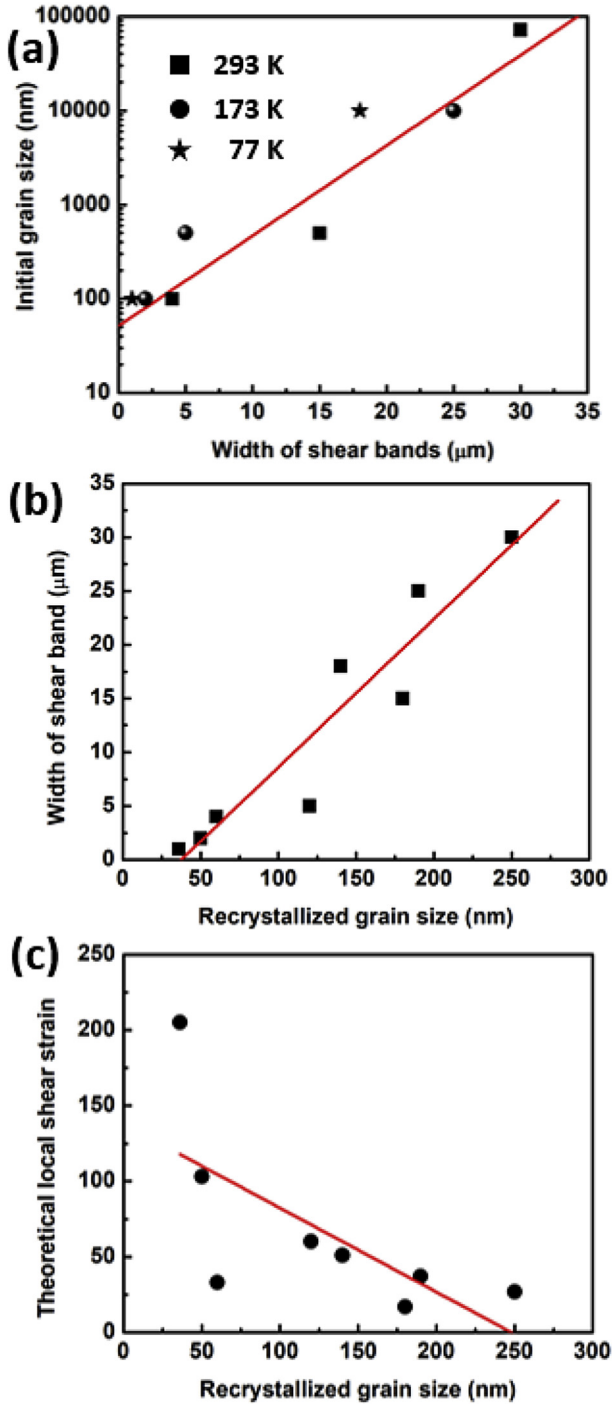 (a)
100000
10000
1000
100
10
Initial grain size (nm)
293 K
173 K
77 K
0 5 10 15 20 25 30 35
Width of shear bands (μm)
(b)
35
30
25
20
15
10
5
0
Width of shear band (μm)
0 50 100 150 200 250 300
Recrystallized grain size (nm)
(c)
250
200
150
100
50
0
Theoretical local shear strain
0 50 100 150 200 250 300
Recrystallized grain size (nm)